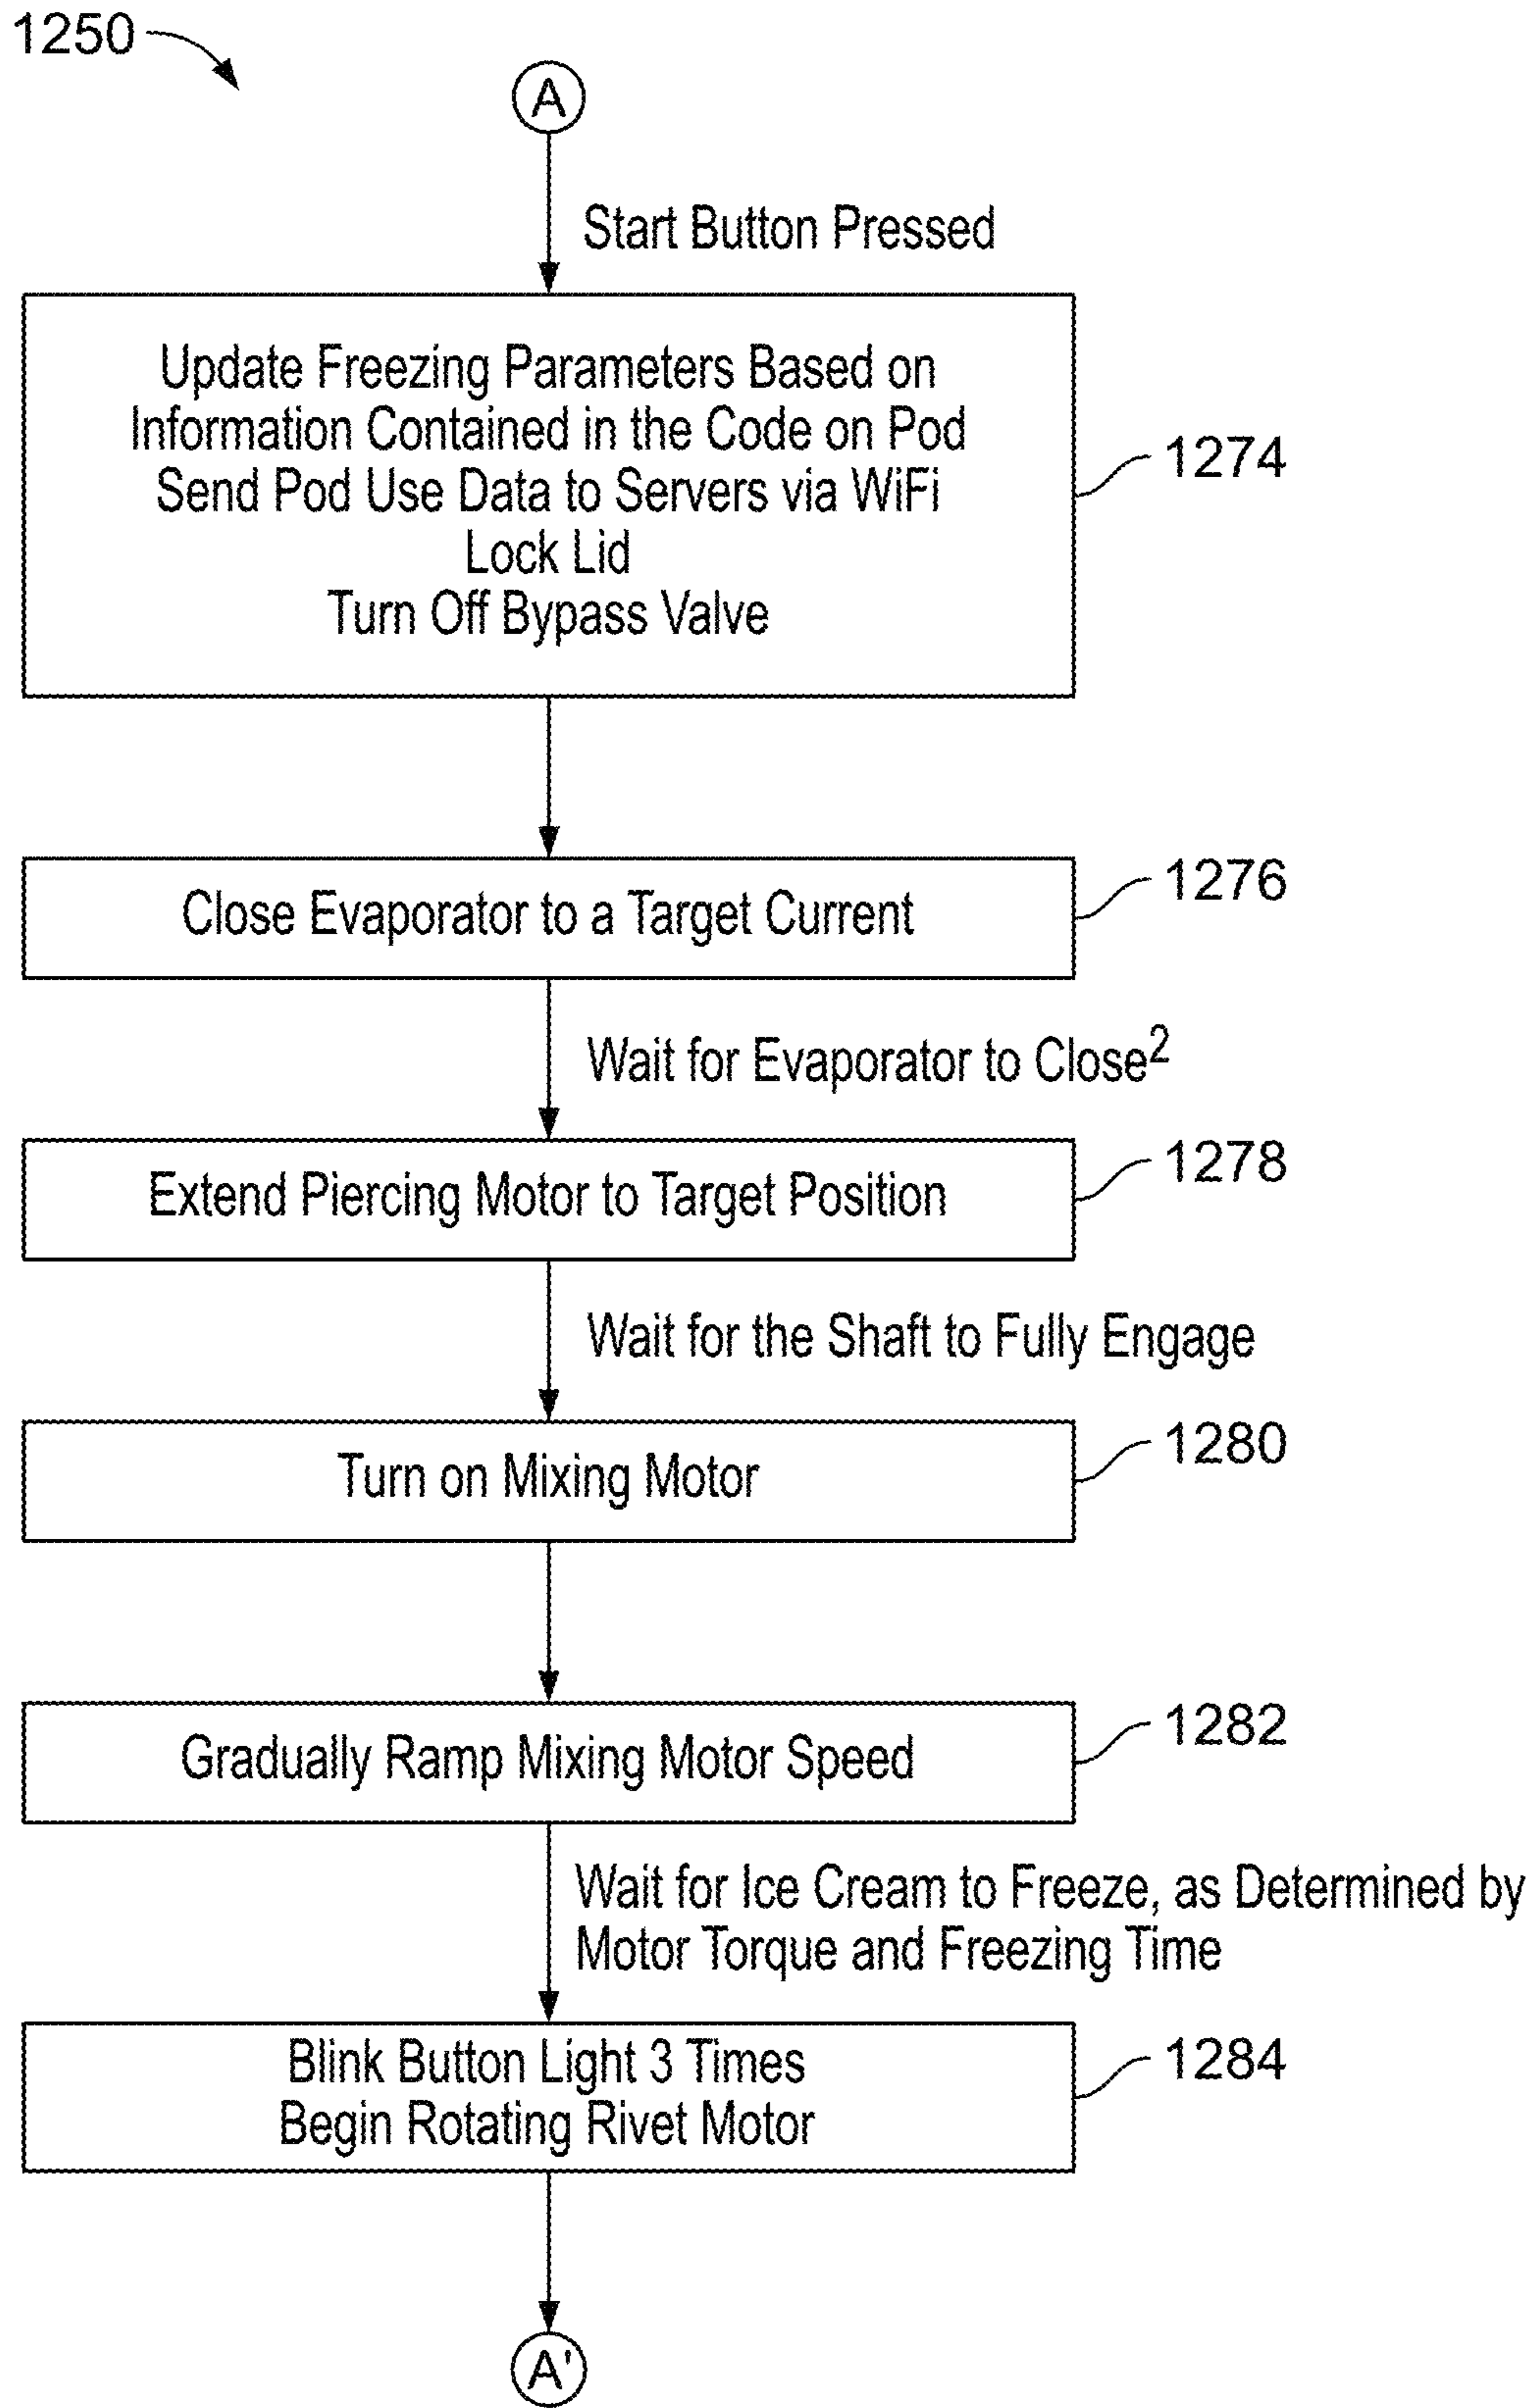 1250
A
Start Button Pressed
Update Freezing Parameters Based on
Information Contained in the Code on Pod
Send Pod Use Data to Servers via WiFi
Lock Lid
Turn Off Bypass Valve
1274
Close Evaporator to a Target Current
1276
Wait for Evaporator to Close²
Extend Piercing Motor to Target Position
1278
Wait for the Shaft to Fully Engage
Turn on Mixing Motor
1280
Gradually Ramp Mixing Motor Speed
1282
Wait for Ice Cream to Freeze, as Determined by
Motor Torque and Freezing Time
Blink Button Light 3 Times
Begin Rotating Rivet Motor
1284
A'